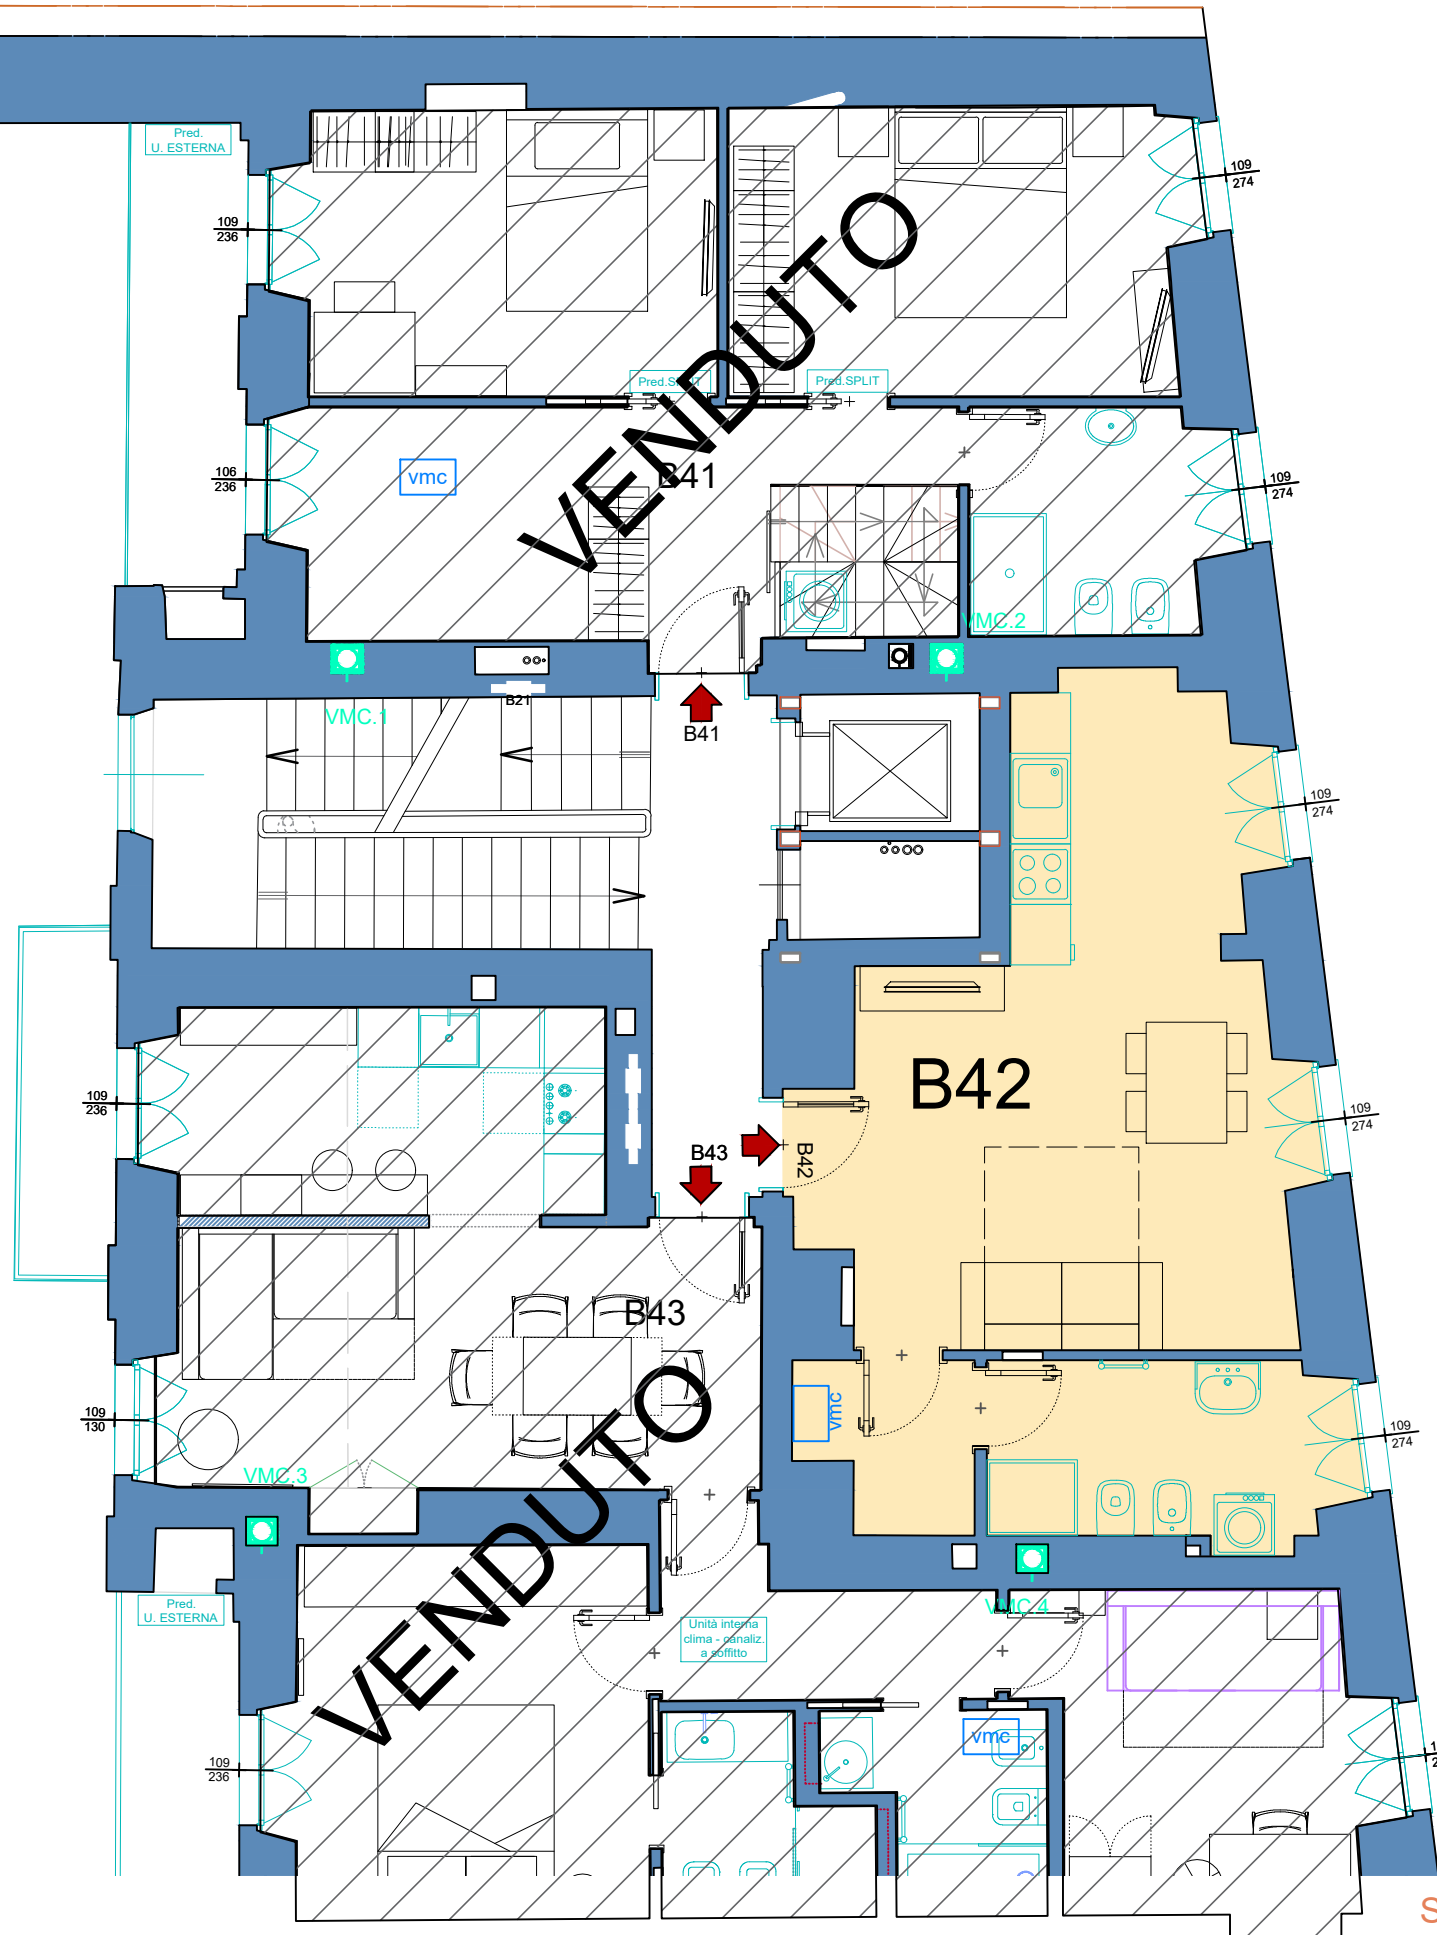 Pred.
U. ESTERNA
109
236
109
274
Pred.SPLIT
Pred.SPLIT
VENDUTO
B41
vmc
106
236
109
274
VMC.2
B21
VMC.1
B41
109
274
B42
109
236
109
274
B43
B42
B43
vmc
109
130
109
274
VMC.3
VENDUTO
Pred.
U. ESTERNA
VMC.4
Unità interna
clima - canaliz.
a soffitto
vmc
109
236
S